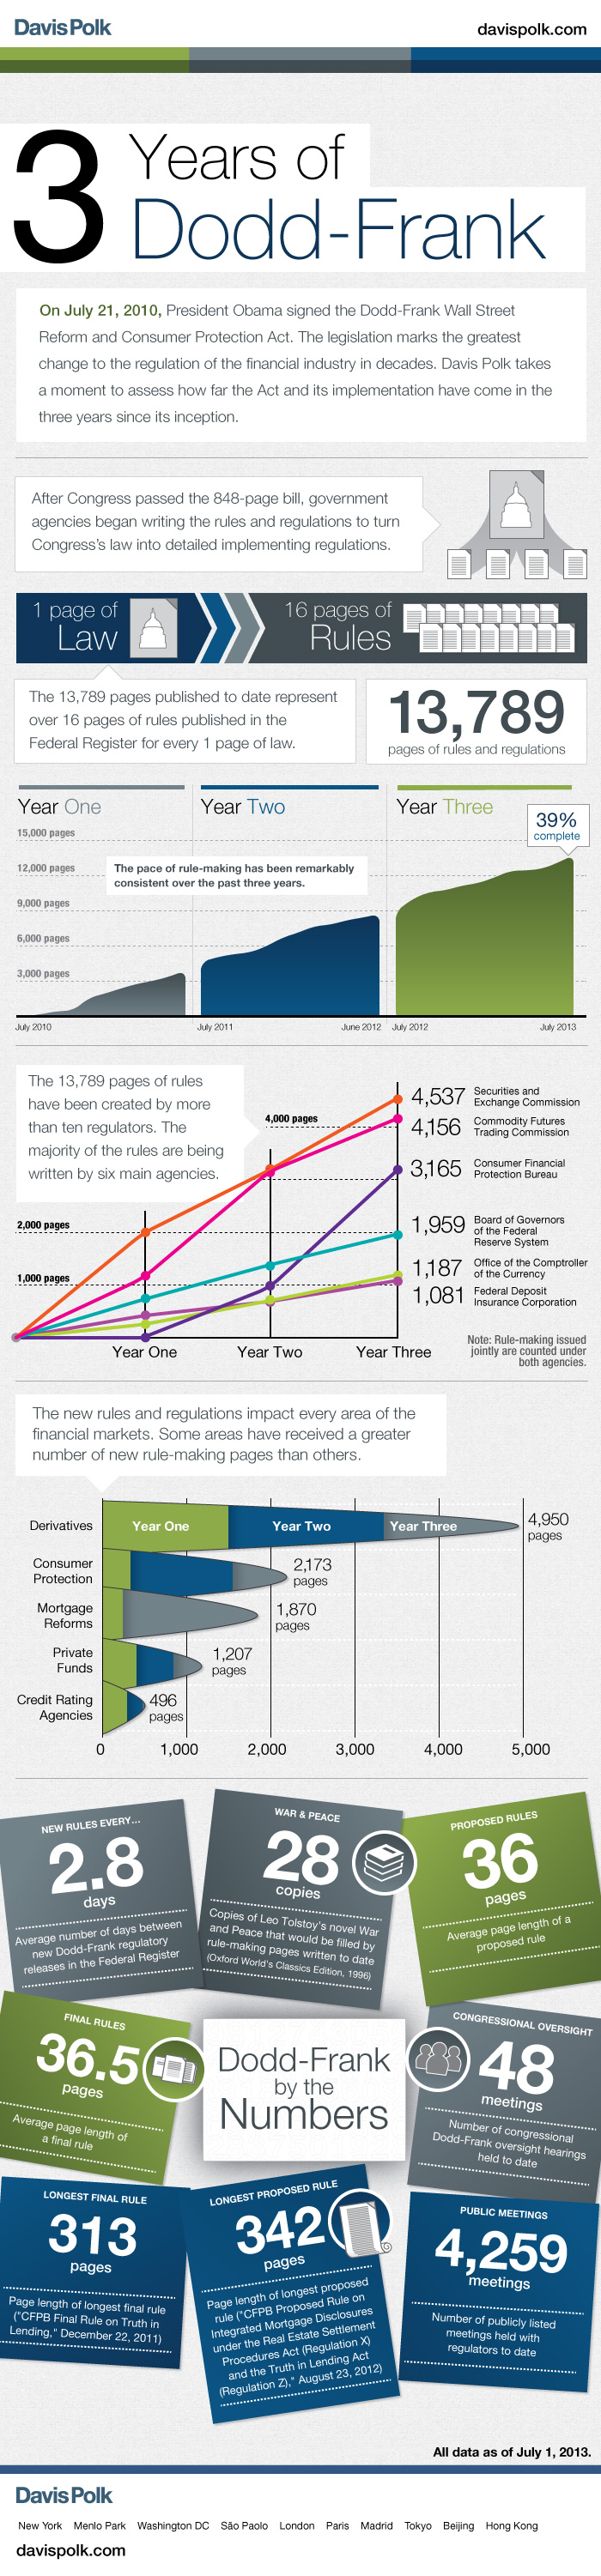 Davis Polk
davispolk.com
3 Years of
Dodd-Frank
On July 21, 2010, President Obama signed the Dodd-Frank Wall Street
Reform and Consumer Protection Act. The legislation marks the greatest
change to the regulation of the financial industry in decades. Davis Polk takes
a moment to assess how far the Act and its implementation have come in the
three years since its inception.
After Congress passed the 848-page bill, government
agencies began writing the rules and regulations to turn
Congress's law into detailed implementing regulations.
1 page of
Law
16 pages of
Rules
The 13,789 pages published to date represent
over 16 pages of rules published in the
Federal Register for every 1 page of law.
13,789
pages of rules and regulations
Year One
Year Two
Year Three
39%
complete
15,000 pages
12,000 pages
The pace of rule-making has been remarkably
consistent over the past three years.
9,000 pages
6,000 pages
3,000 pages
July 2010
July 2011
June 2012
July 2012
July 2013
The 13,789 pages of rules
have been created by more
than ten regulators. The
majority of the rules are being
written by six main agencies.
4,000 pages
2,000 pages
1,000 pages
4,537 Securities and
Exchange Commission
4,156 Commodity Futures
Trading Commission
3,165 Consumer Financial
Protection Bureau
1,959 Board of Governors
of the Federal
Reserve System
1,187 Office of the Comptroller
of the Currency
1,081 Federal Deposit
Insurance Corporation
Year One
Year Two
Year Three
Note: Rule-making issued
jointly are counted under
both agencies.
The new rules and regulations impact every area of the
financial markets. Some areas have received a greater
number of new rule-making pages than others.
Derivatives
Year One
Year Two
Year Three
4,950
pages
Consumer
Protection
2,173
pages
Mortgage
Reforms
1,870
pages
Private
Funds
1,207
pages
Credit Rating
Agencies
496
pages
0
1,000
2,000
3,000
4,000
5,000
NEW RULES EVERY...
2.8
days
Average number of days between
new Dodd-Frank regulatory
releases in the Federal Register
WAR & PEACE
28
copies
Copies of Leo Tolstoy's novel War
and Peace that would be filled by
rule-making pages written to date
(Oxford World's Classics Edition, 1996)
PROPOSED RULES
36
pages
Average page length of a
proposed rule
FINAL RULES
36.5
pages
Average page length of
a final rule
Dodd-Frank
by the
Numbers
CONGRESSIONAL OVERSIGHT
48
meetings
Number of congressional
Dodd-Frank oversight hearings
held to date
LONGEST FINAL RULE
313
pages
Page length of longest final rule
("CFPB Final Rule on Truth in
Lending," December 22, 2011)
LONGEST PROPOSED RULE
342
pages
Page length of longest proposed
rule ("CFPB Proposed Rule on
Integrated Mortgage Disclosures
under the Real Estate Settlement
Procedures Act (Regulation X)
and the Truth in Lending Act
(Regulation Z)," August 23, 2012)
PUBLIC MEETINGS
4,259
meetings
Number of publicly listed
meetings held with
regulators to date
All data as of July 1, 2013.
Davis Polk
New York Menlo Park Washington DC São Paolo London Paris Madrid Tokyo Beijing Hong Kong
davispolk.com